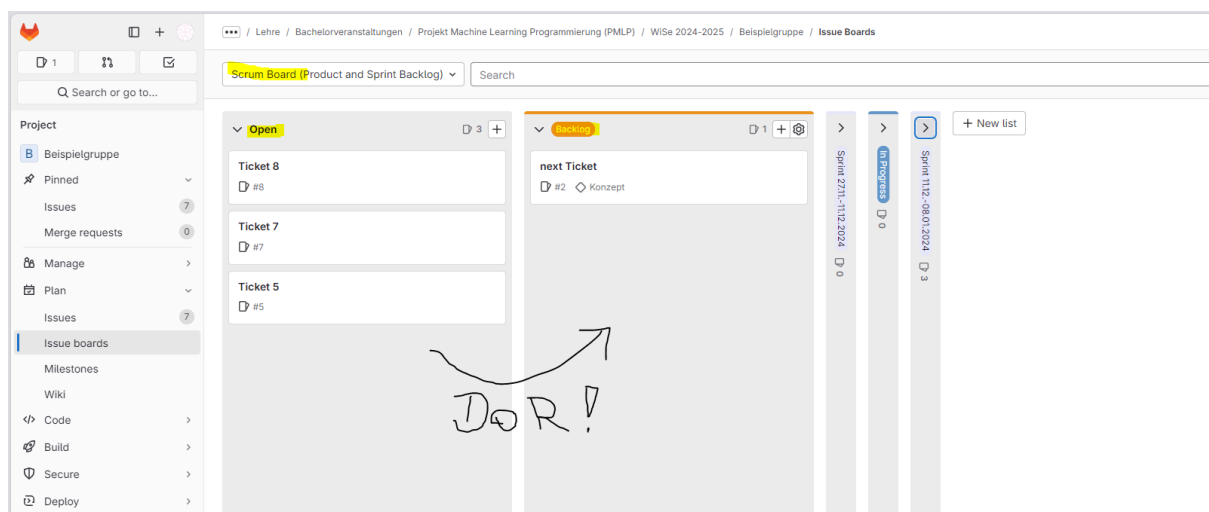 / Lehre / Bachelorveranstaltungen / Projekt Machine Learning Programmierung (PMLP) / WiSe 2024-2025 / Beispielgruppe / Issue Boards
1
Search or go to...
Scrum Board (Product and Sprint Backlog)
Search
Project
B Beispielgruppe
Pinned
Issues 7
Merge requests 0
Manage
Plan
Issues 7
Issue boards
Milestones
Wiki
Code
Build
Secure
Deploy
Open 3
Ticket 8
#8
Ticket 7
#7
Ticket 5
#5
Backlog 1
next Ticket
#2 Konzept
Sprint 27.11.-11.12.2024 0
In Progress 0
Sprint 11.12.-08.01.2024 3
+ New list
DoR!